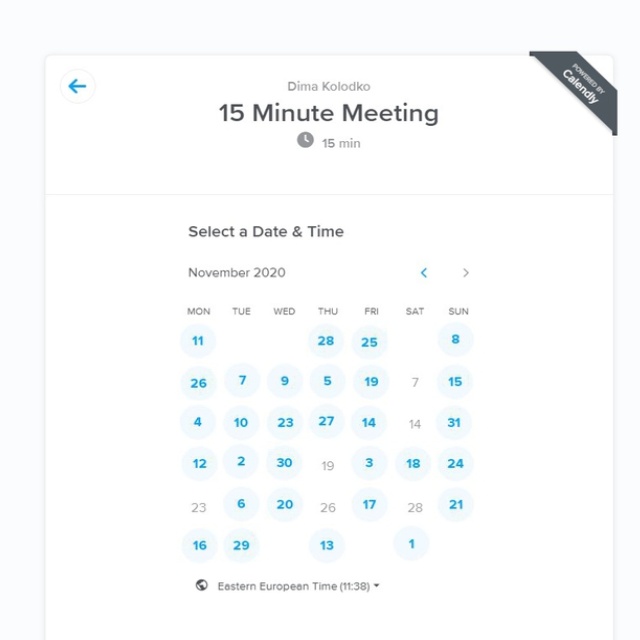 POWERED BY
Calendly
Dima Kolodko
15 Minute Meeting
15 min
Select a Date & Time
November 2020
MON TUE WED THU FRI SAT SUN
11 28 25 8
26 7 9 5 19 7 15
4 10 23 27 14 14 31
12 2 30 19 3 18 24
23 6 20 26 17 28 21
16 29 13 1
Eastern European Time (11:38)